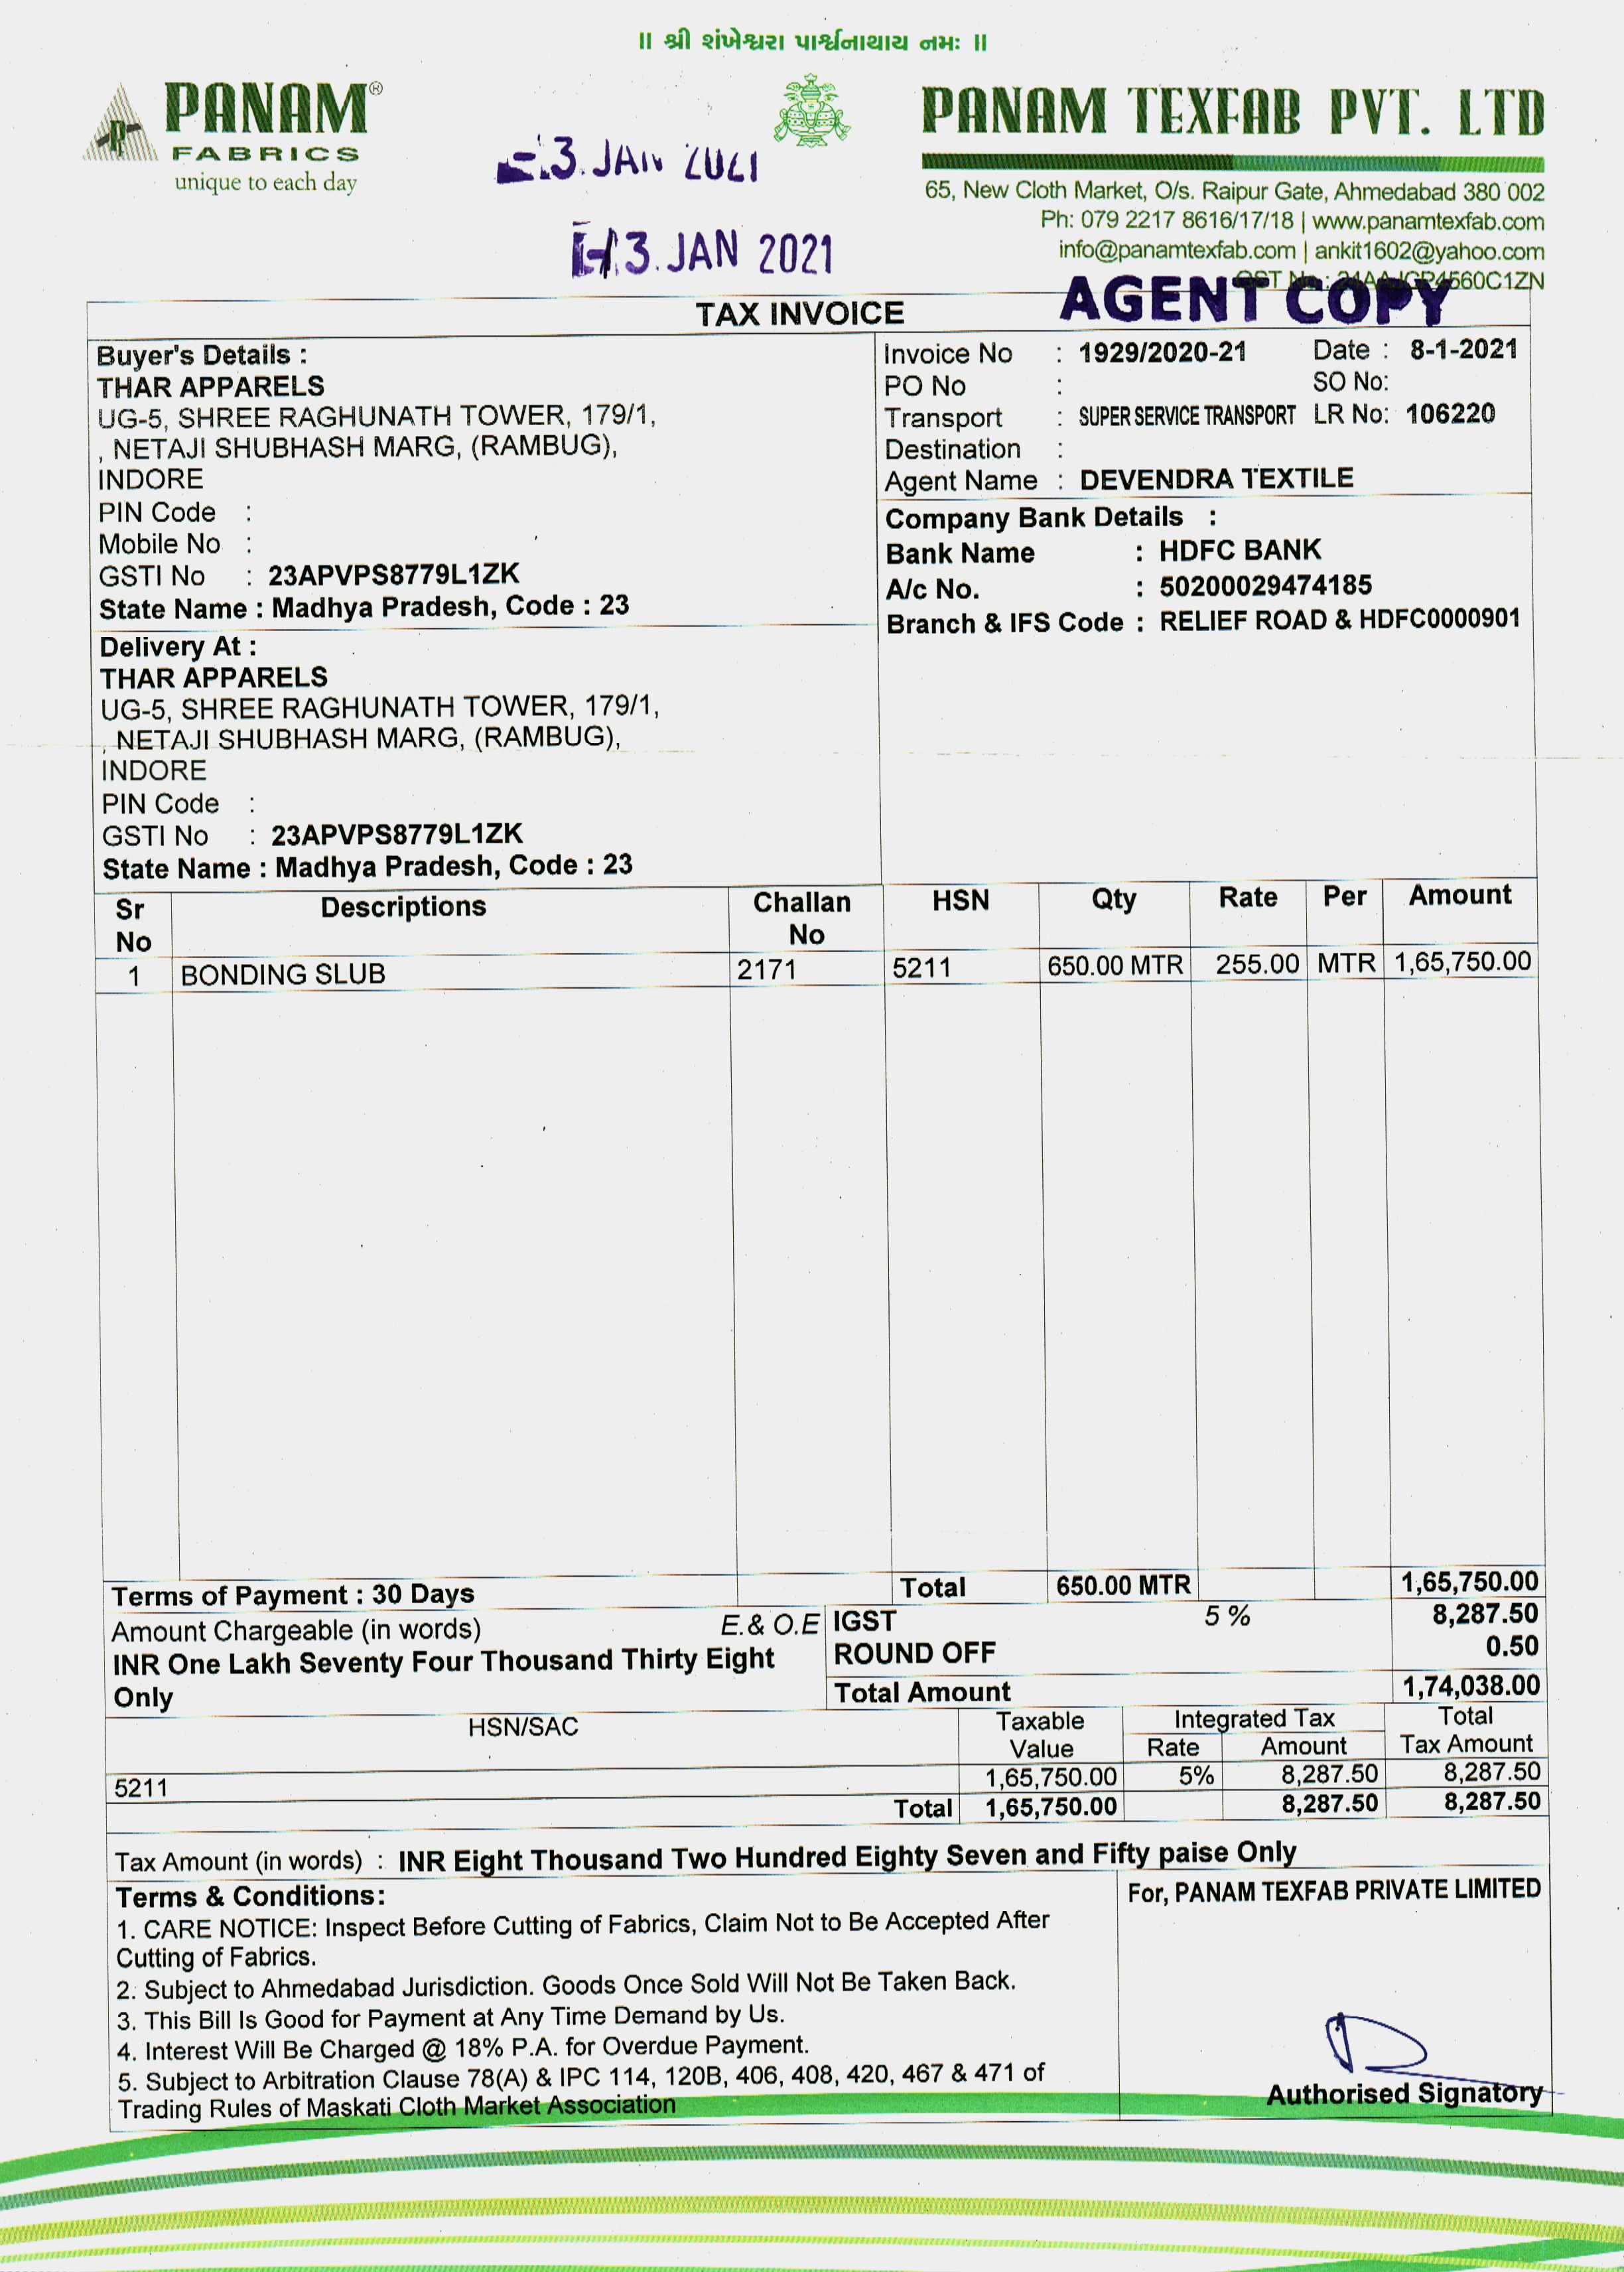 ॥ શ્રી શંખેશ્વરા પાર્શ્વનાથાય નમઃ ॥
PANAM®
FABRICS
unique to each day
3. JAN 2021
3. JAN 2021
PANAM TEXFAB PVT. LTD
65, New Cloth Market, O/s. Raipur Gate, Ahmedabad 380 002
Ph: 079 2217 8616/17/18 | www.panamtexfab.com
info@panamtexfab.com | ankit1602@yahoo.com
AGENT COPY
TAX INVOICE
Buyer's Details :
THAR APPARELS
UG-5, SHREE RAGHUNATH TOWER, 179/1,
, NETAJI SHUBHASH MARG, (RAMBUG),
INDORE
PIN Code :
Mobile No :
GSTI No : 23APVPS8779L1ZK
State Name : Madhya Pradesh, Code : 23
Invoice No : 1929/2020-21 Date : 8-1-2021
PO No : SO No:
Transport : SUPER SERVICE TRANSPORT LR No: 106220
Destination :
Agent Name : DEVENDRA TEXTILE
Company Bank Details :
Bank Name : HDFC BANK
A/c No. : 50200029474185
Branch & IFS Code : RELIEF ROAD & HDFC0000901
Delivery At :
THAR APPARELS
UG-5, SHREE RAGHUNATH TOWER, 179/1,
, NETAJI SHUBHASH MARG, (RAMBUG),
INDORE
PIN Code :
GSTI No : 23APVPS8779L1ZK
State Name : Madhya Pradesh, Code : 23
Sr No Descriptions Challan No HSN Qty Rate Per Amount
1 BONDING SLUB 2171 5211 650.00 MTR 255.00 MTR 1,65,750.00
Terms of Payment : 30 Days Total 650.00 MTR 1,65,750.00
Amount Chargeable (in words) E.& O.E IGST 5 % 8,287.50
INR One Lakh Seventy Four Thousand Thirty Eight ROUND OFF 0.50
Only Total Amount 1,74,038.00
HSN/SAC Taxable Value Integrated Tax Total Tax Amount
Rate Amount
5211 1,65,750.00 5% 8,287.50 8,287.50
Total 1,65,750.00 8,287.50 8,287.50
Tax Amount (in words) : INR Eight Thousand Two Hundred Eighty Seven and Fifty paise Only
Terms & Conditions:
1. CARE NOTICE: Inspect Before Cutting of Fabrics, Claim Not to Be Accepted After
Cutting of Fabrics.
2. Subject to Ahmedabad Jurisdiction. Goods Once Sold Will Not Be Taken Back.
3. This Bill Is Good for Payment at Any Time Demand by Us.
4. Interest Will Be Charged @ 18% P.A. for Overdue Payment.
5. Subject to Arbitration Clause 78(A) & IPC 114, 120B, 406, 408, 420, 467 & 471 of
Trading Rules of Maskati Cloth Market Association
For, PANAM TEXFAB PRIVATE LIMITED
Authorised Signatory